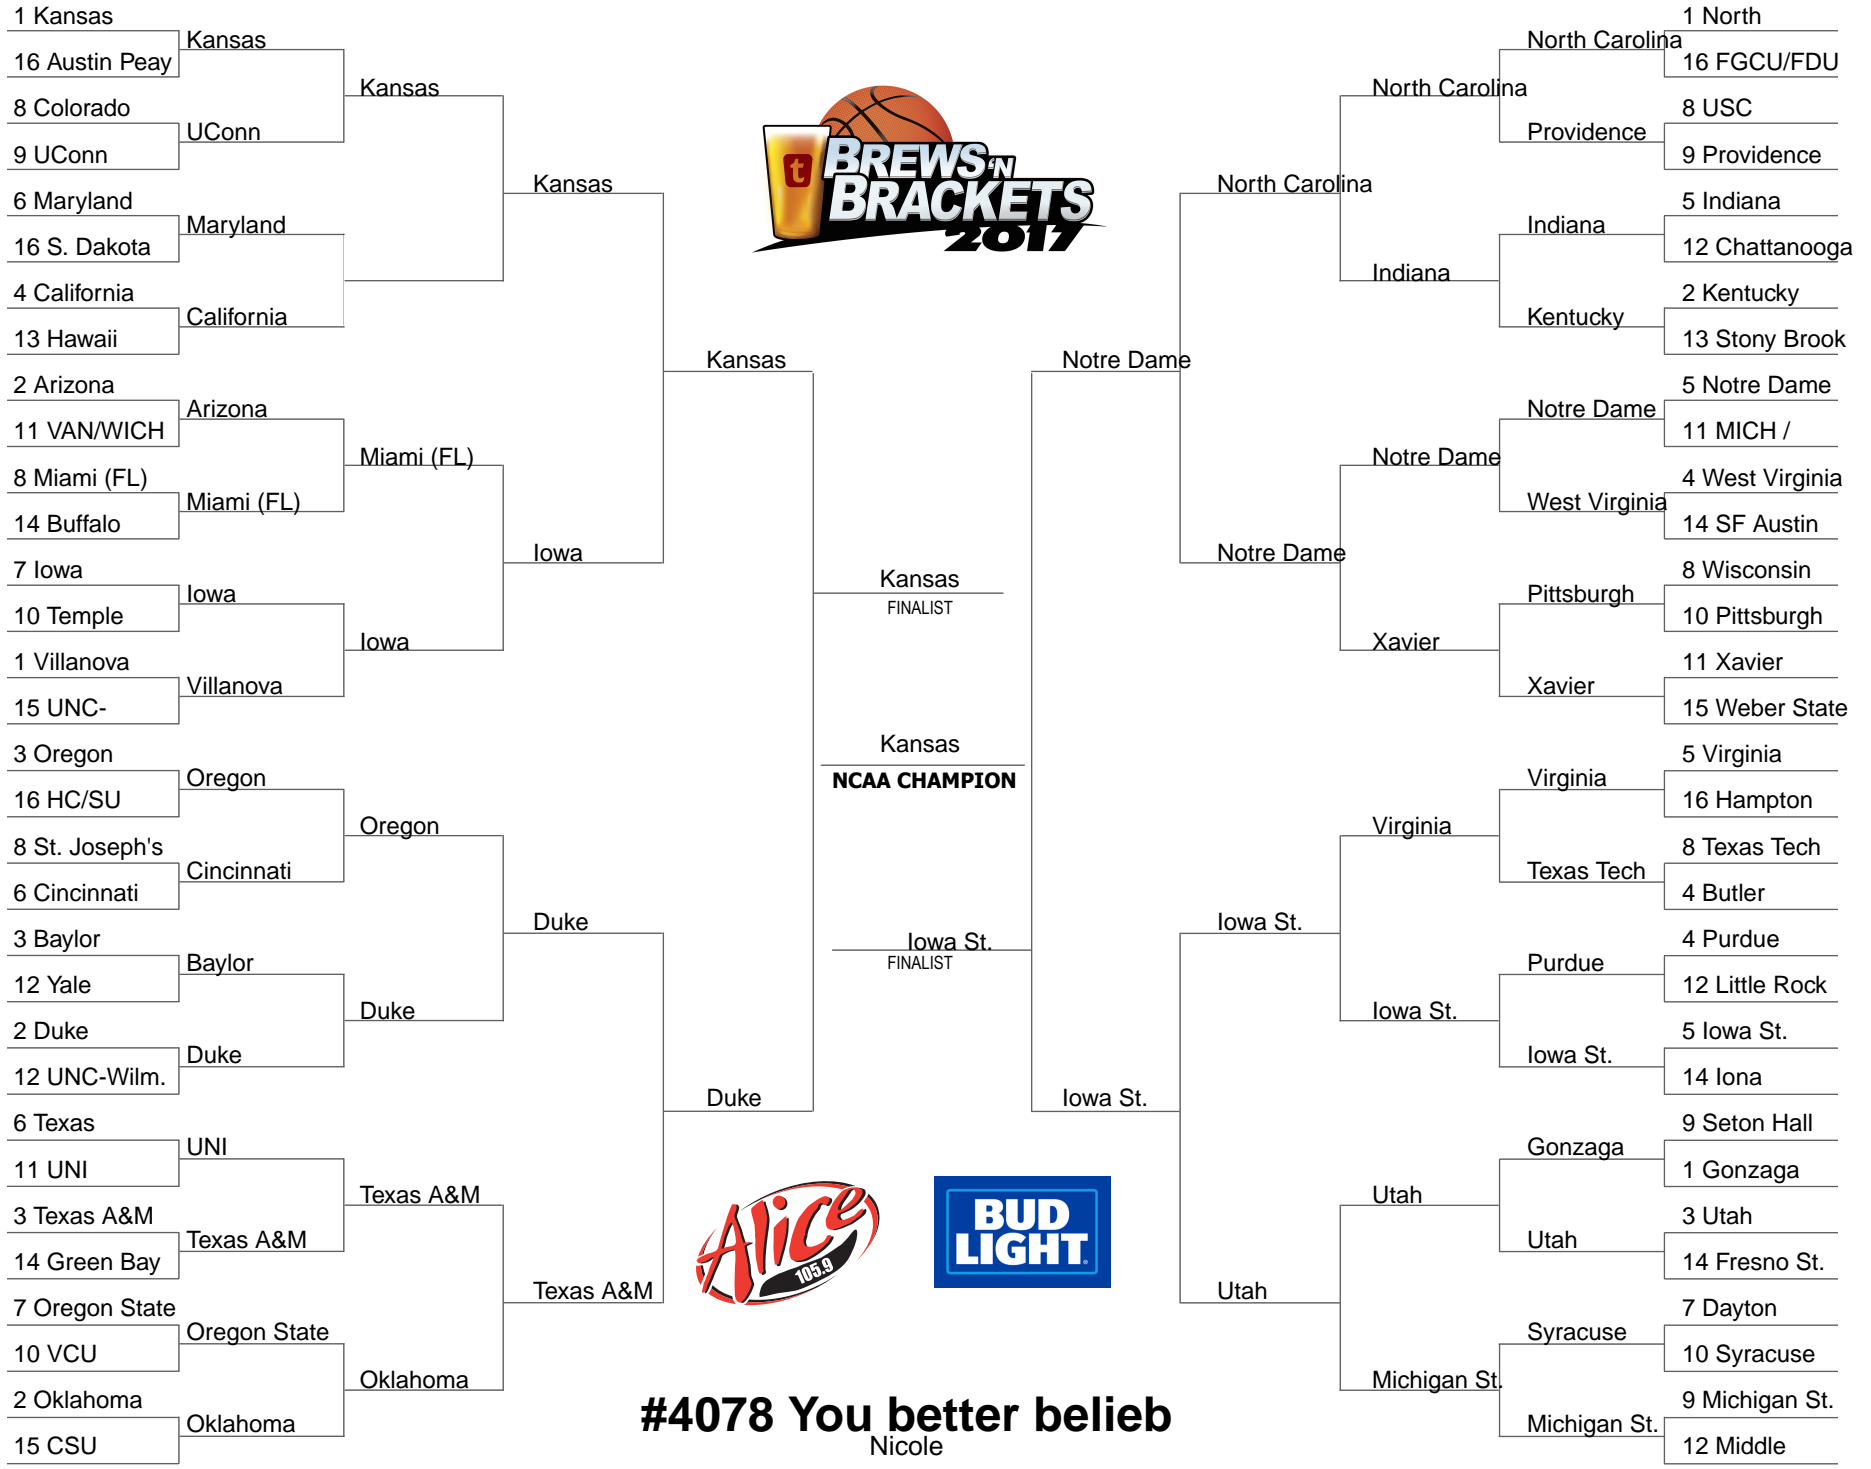 1 Kansas
16 Austin Peay
8 Colorado
9 UConn
6 Maryland
16 S. Dakota
4 California
13 Hawaii
2 Arizona
11 VAN/WICH
8 Miami (FL)
14 Buffalo
7 Iowa
10 Temple
1 Villanova
15 UNC-
3 Oregon
16 HC/SU
8 St. Joseph's
6 Cincinnati
3 Baylor
12 Yale
2 Duke
12 UNC-Wilm.
6 Texas
11 UNI
3 Texas A&M
14 Green Bay
7 Oregon State
10 VCU
2 Oklahoma
15 CSU
Kansas
UConn
Maryland
California
Arizona
Miami (FL)
Iowa
Villanova
Oregon
Cincinnati
Baylor
Duke
UNI
Texas A&M
Oregon State
Oklahoma
Kansas
Miami (FL)
Iowa
Oregon
Duke
Texas A&M
Oklahoma
Kansas
Iowa
Duke
Texas A&M
Kansas
Duke
BREWS 'N
BRACKETS
2017
t
Kansas
FINALIST
Kansas
NCAA CHAMPION
Iowa St.
FINALIST
Alice
105.9
BUD
LIGHT
#4078 You better belieb
Nicole
Notre Dame
Iowa St.
North Carolina
Notre Dame
Iowa St.
Utah
North Carolina
Indiana
Notre Dame
Xavier
Virginia
Iowa St.
Utah
Michigan St.
North Carolina
Providence
Indiana
Kentucky
Notre Dame
West Virginia
Pittsburgh
Xavier
Virginia
Texas Tech
Purdue
Iowa St.
Gonzaga
Utah
Syracuse
Michigan St.
1 North
16 FGCU/FDU
8 USC
9 Providence
5 Indiana
12 Chattanooga
2 Kentucky
13 Stony Brook
5 Notre Dame
11 MICH /
4 West Virginia
14 SF Austin
8 Wisconsin
10 Pittsburgh
11 Xavier
15 Weber State
5 Virginia
16 Hampton
8 Texas Tech
4 Butler
4 Purdue
12 Little Rock
5 Iowa St.
14 Iona
9 Seton Hall
1 Gonzaga
3 Utah
14 Fresno St.
7 Dayton
10 Syracuse
9 Michigan St.
12 Middle